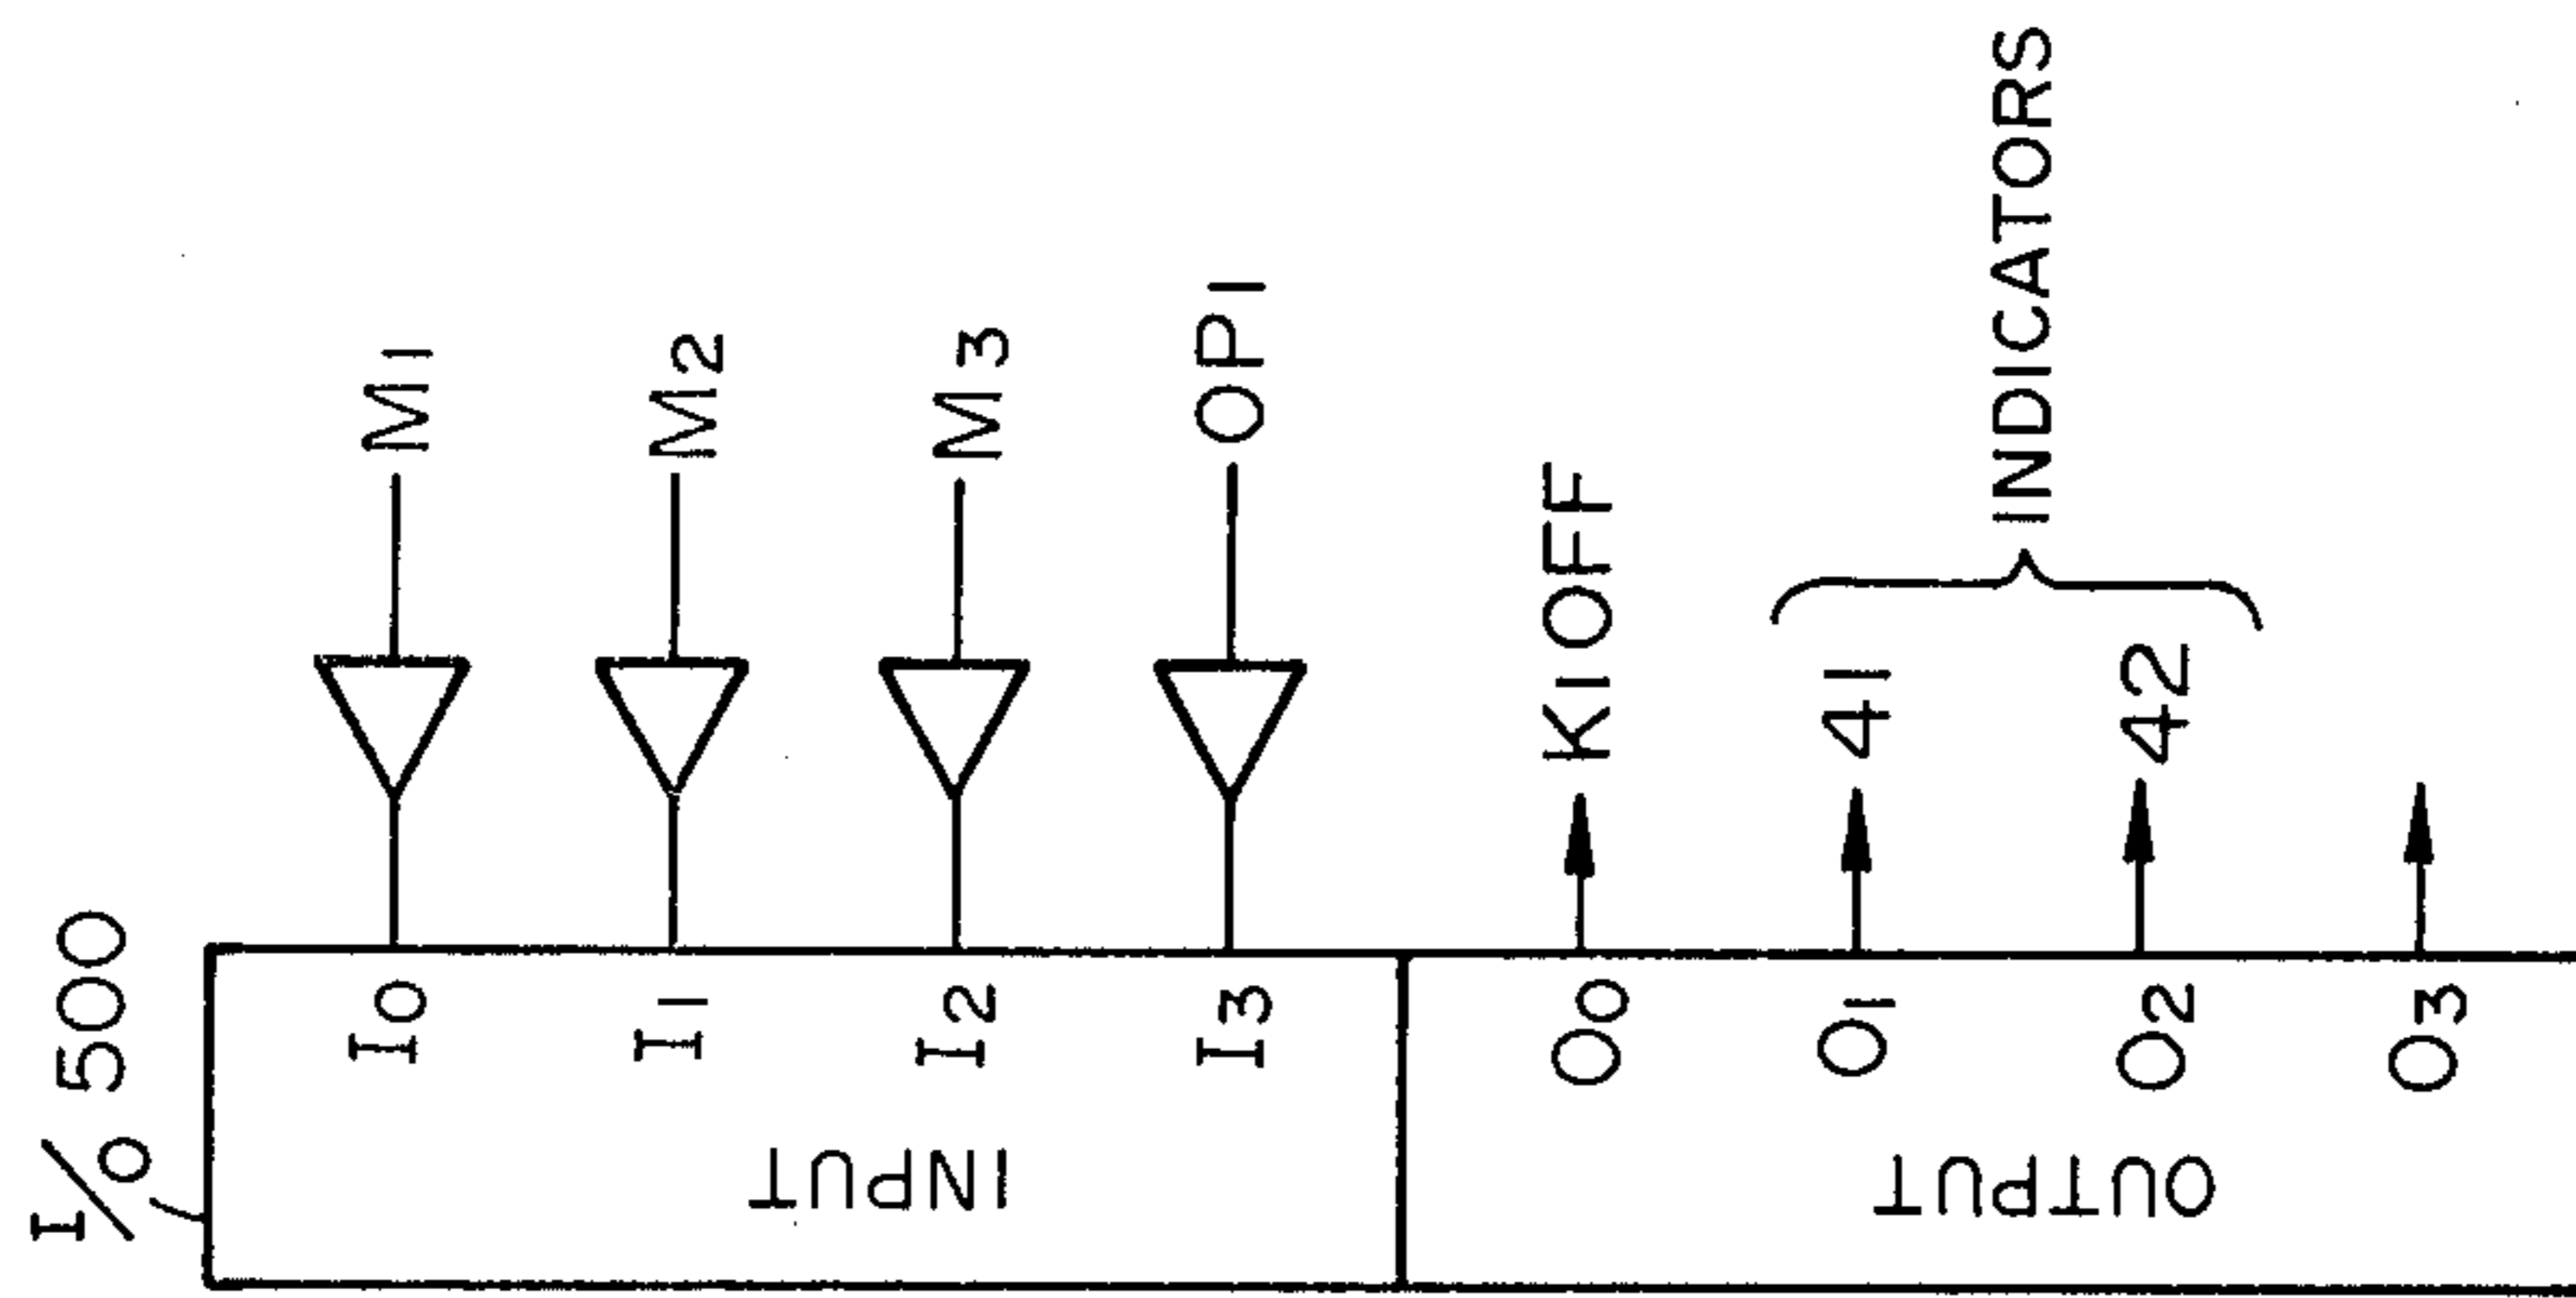 I/O 500
INPUT
I0 M1
I1 M2
I2 M3
I3 OP1
OUTPUT
O0 K1OFF
O1 41
O2 42
INDICATORS
O3